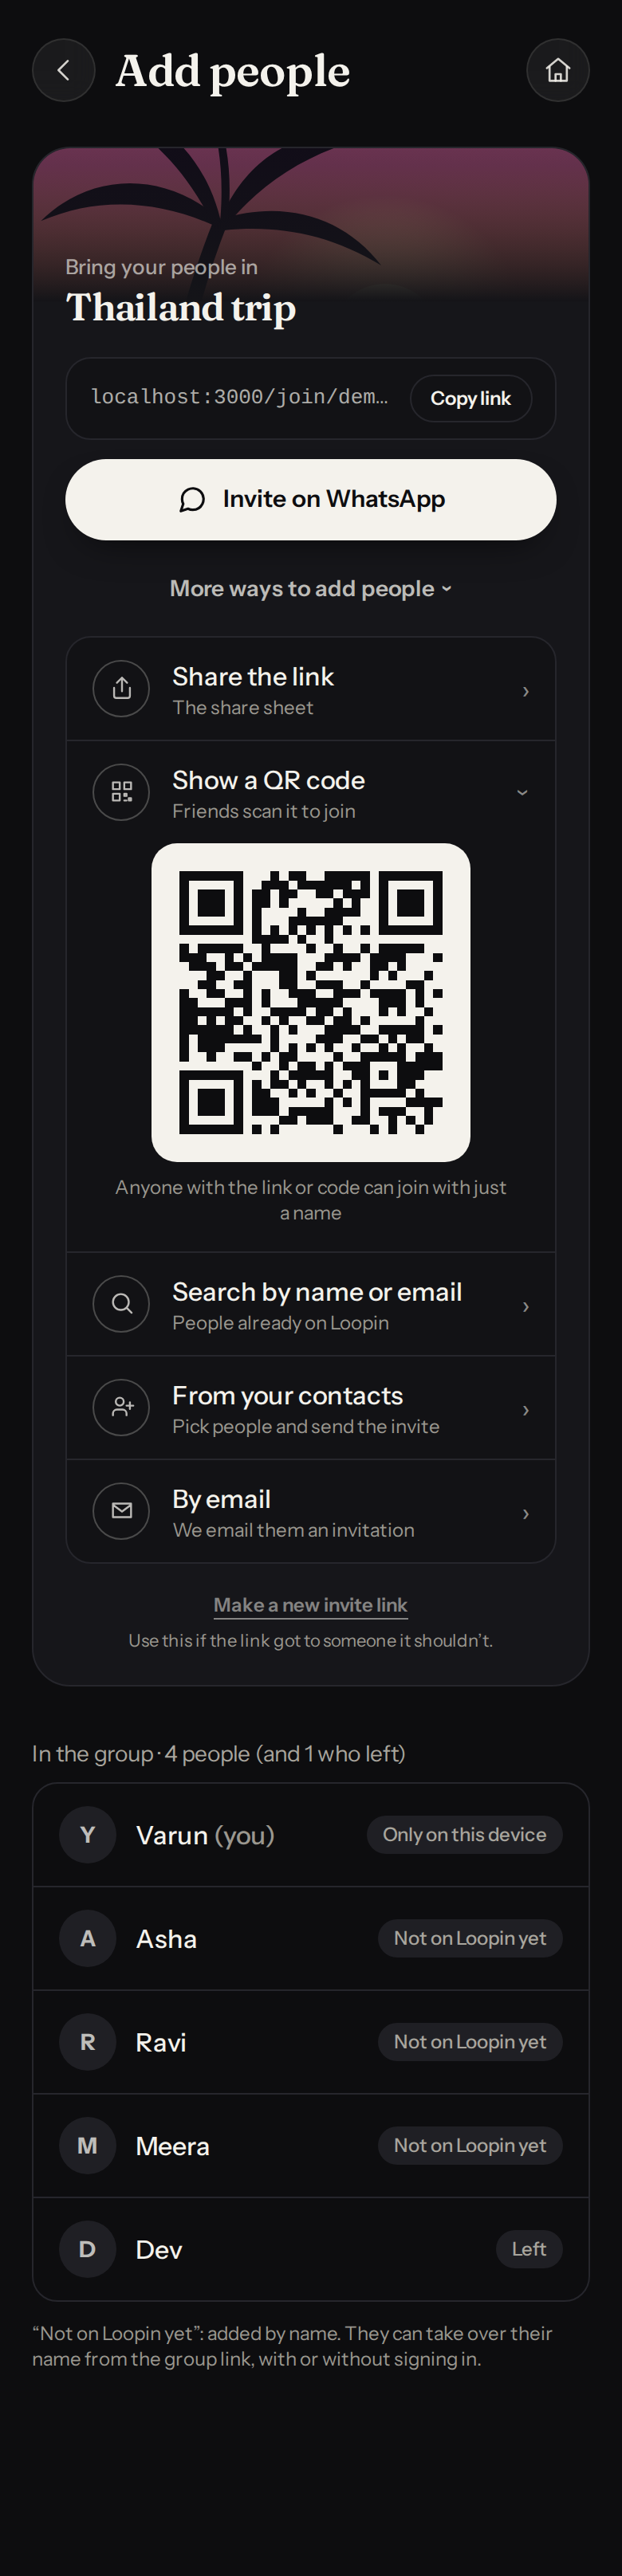 Add people
Bring your people in
Thailand trip
localhost:3000/join/dem…
Copy link
Invite on WhatsApp
More ways to add people
Share the link
The share sheet
Show a QR code
Friends scan it to join
Anyone with the link or code can join with just
a name
Search by name or email
People already on Loopin
From your contacts
Pick people and send the invite
By email
We email them an invitation
Make a new invite link
Use this if the link got to someone it shouldn’t.
In the group · 4 people (and 1 who left)
Y
Varun (you)
Only on this device
A
Asha
Not on Loopin yet
R
Ravi
Not on Loopin yet
M
Meera
Not on Loopin yet
D
Dev
Left
“Not on Loopin yet”: added by name. They can take over their
name from the group link, with or without signing in.